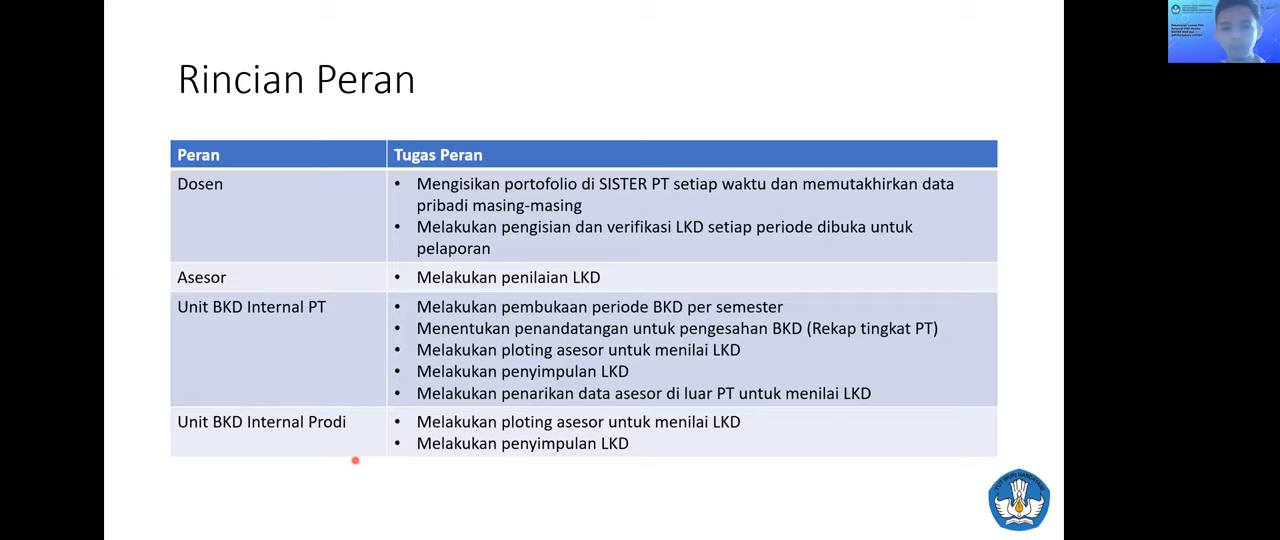 Rincian Peran
Peran
Tugas Peran
Dosen
• Mengisikan portofolio di SISTER PT setiap waktu dan memutakhirkan data
pribadi masing-masing
• Melakukan pengisian dan verifikasi LKD setiap periode dibuka untuk
pelaporan
Asesor
• Melakukan penilaian LKD
Unit BKD Internal PT
• Melakukan pembukaan periode BKD per semester
• Menentukan penandatangan untuk pengesahan BKD (Rekap tingkat PT)
• Melakukan ploting asesor untuk menilai LKD
• Melakukan penyimpulan LKD
• Melakukan penarikan data asesor di luar PT untuk menilai LKD
Unit BKD Internal Prodi
• Melakukan ploting asesor untuk menilai LKD
• Melakukan penyimpulan LKD
TUT WURI HANDAYANI